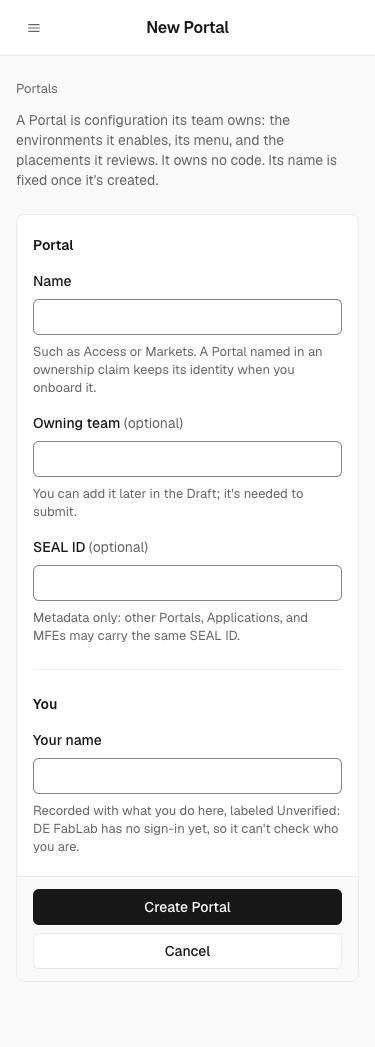 New Portal
Portals
A Portal is configuration its team owns: the
environments it enables, its menu, and the
placements it reviews. It owns no code. Its name is
fixed once it's created.
Portal
Name
Such as Access or Markets. A Portal named in an
ownership claim keeps its identity when you
onboard it.
Owning team (optional)
You can add it later in the Draft; it's needed to
submit.
SEAL ID (optional)
Metadata only: other Portals, Applications, and
MFEs may carry the same SEAL ID.
You
Your name
Recorded with what you do here, labeled Unverified:
DE FabLab has no sign-in yet, so it can't check who
you are.
Create Portal
Cancel